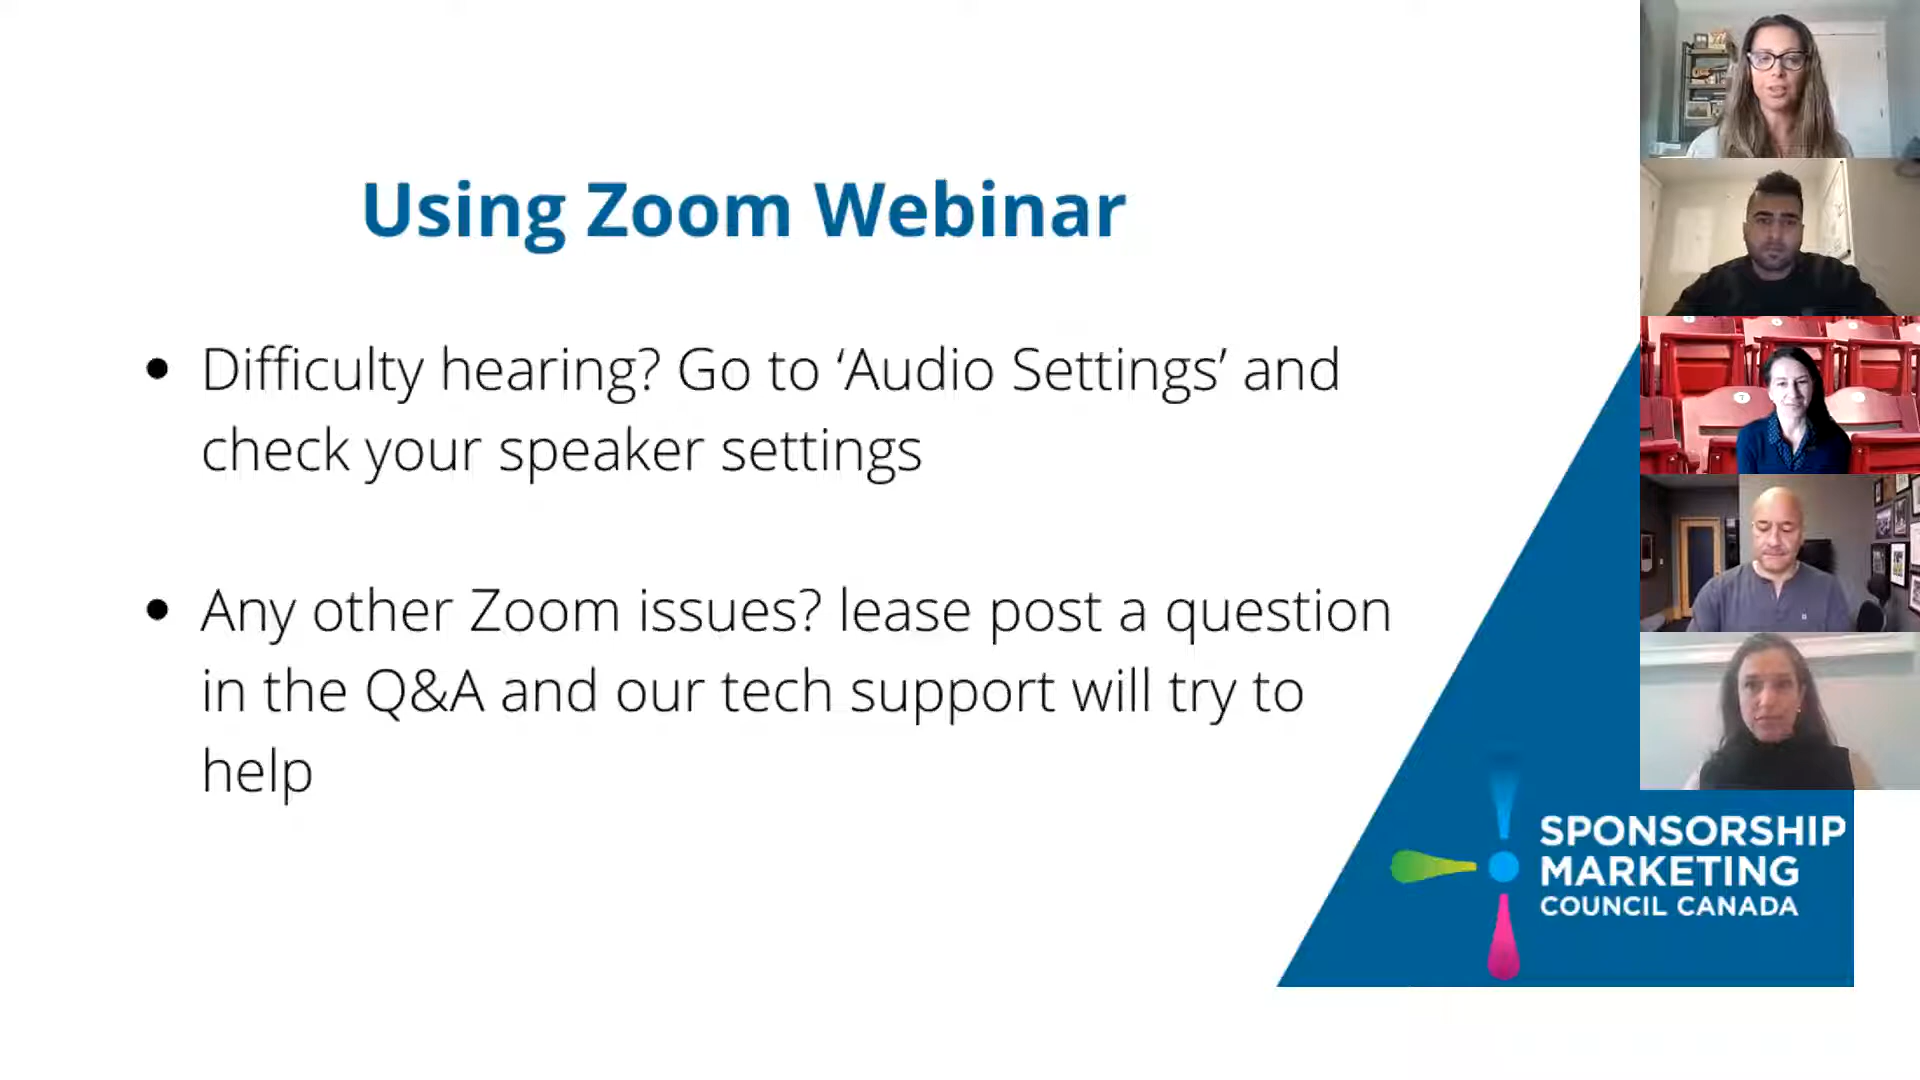 Using Zoom Webinar
• Difficulty hearing? Go to ‘Audio Settings’ and
check your speaker settings
• Any other Zoom issues? lease post a question
in the Q&A and our tech support will try to
help
SPONSORSHIP
MARKETING
COUNCIL CANADA